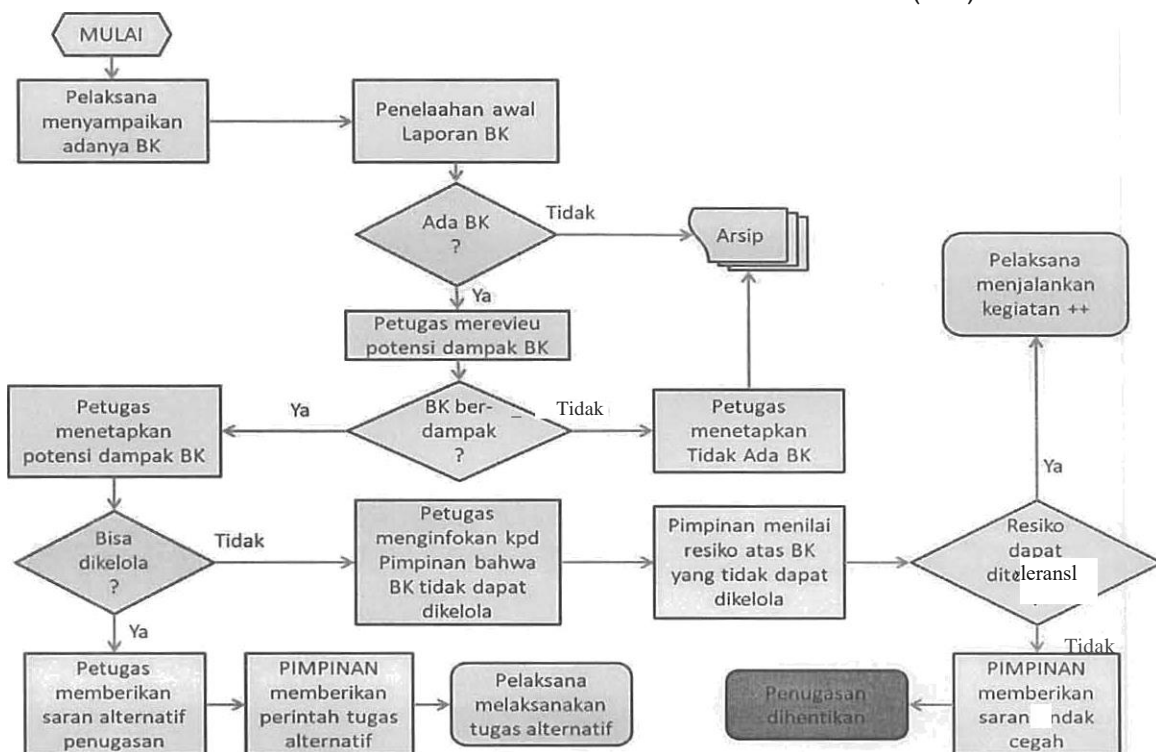 MULAI
Pelaksana
menyampaikan
adanya BK
Penelaahan awal
Laporan BK
Ada BK
?
Tidak
Arsip
Ya
Petugas merevieu
potensi dampak BK
Pelaksana
menjalankan
kegiatan ++
Petugas
menetapkan
potensi dampak BK
Ya
BK ber-
dampak
?
Tidak
Petugas
menetapkan
Tidak Ada BK
Ya
Bisa
dikelola
?
Tidak
Petugas
menginfokan kpd
Pimpinan bahwa
BK tidak dapat
dikelola
Pimpinan menilai
resiko atas BK
yang tidak dapat
dikelola
Resiko
dapat
Ya
Tidak
Petugas
memberikan
saran alternatif
penugasan
PIMPINAN
memberikan
perintah tugas
alternatif
Pelaksana
melaksanakan
tugas alternatif
Penugasan
dihentikan
PIMPINAN
memberikan
saran
cegah